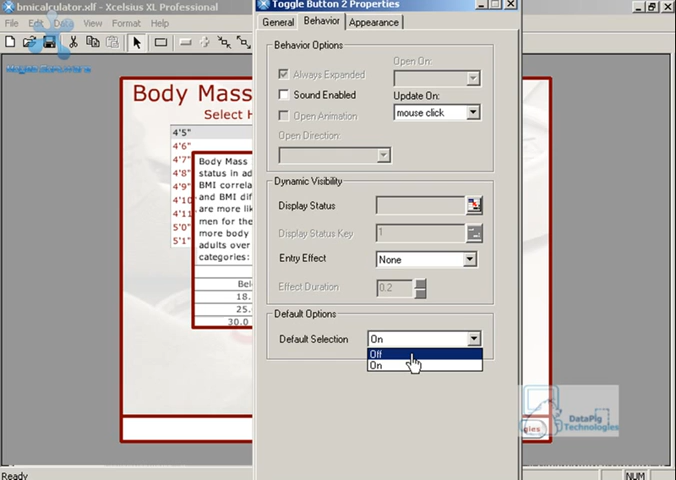 bmicalculator.xdf - Xcelsius XL Professional
Toggle Button 2 Properties
File Edit View Format
General Behavior Appearance
Behavior Options
Always Expanded
Open On:
Sound Enabled
Update On:
Open Animation
mouse click
Open Direction:
Dynamic Visibility
Display Status
Display Status Key 1
Entry Effect None
Effect Duration 0.2
Default Options
Default Selection On
Off
On
Body Mass
Select H
4'5"
4'6"
4'7"
4'8"
4'9"
4'10
4'11
5'0"
5'1"
Body Mass
status in ad
BMI correla
and BMI dif
are more lik
men for the
more body
adults over
categories:
Bel
18.
25.
30.0
DataPig
Technologies
gies
Ready
NUM